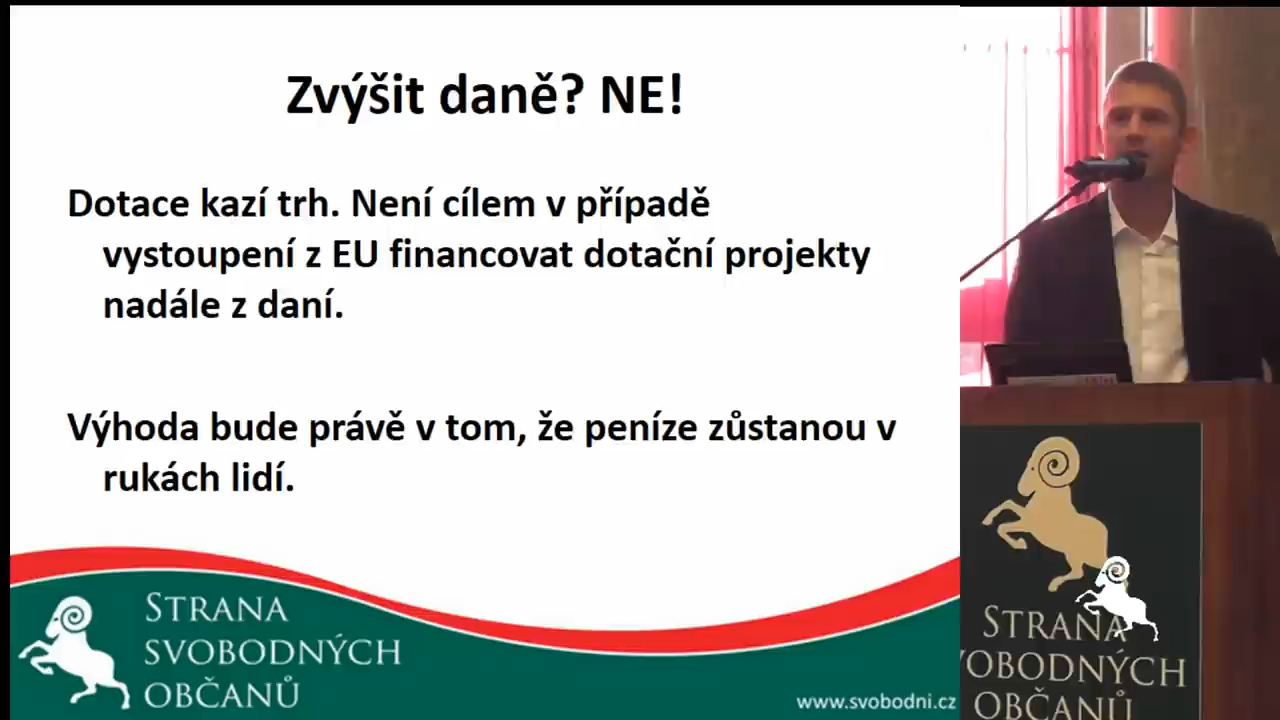 Zvýšit daně? NE!
Dotace kazí trh. Není cílem v případě
vystoupení z EU financovat dotační projekty
nadále z daní.
Výhoda bude právě v tom, že peníze zůstanou v
rukách lidí.
STRANA
SVOBODNÝCH
OBČANŮ
www.svobodni.cz
STRANA
VOBODNÝCH
OBČANŮ